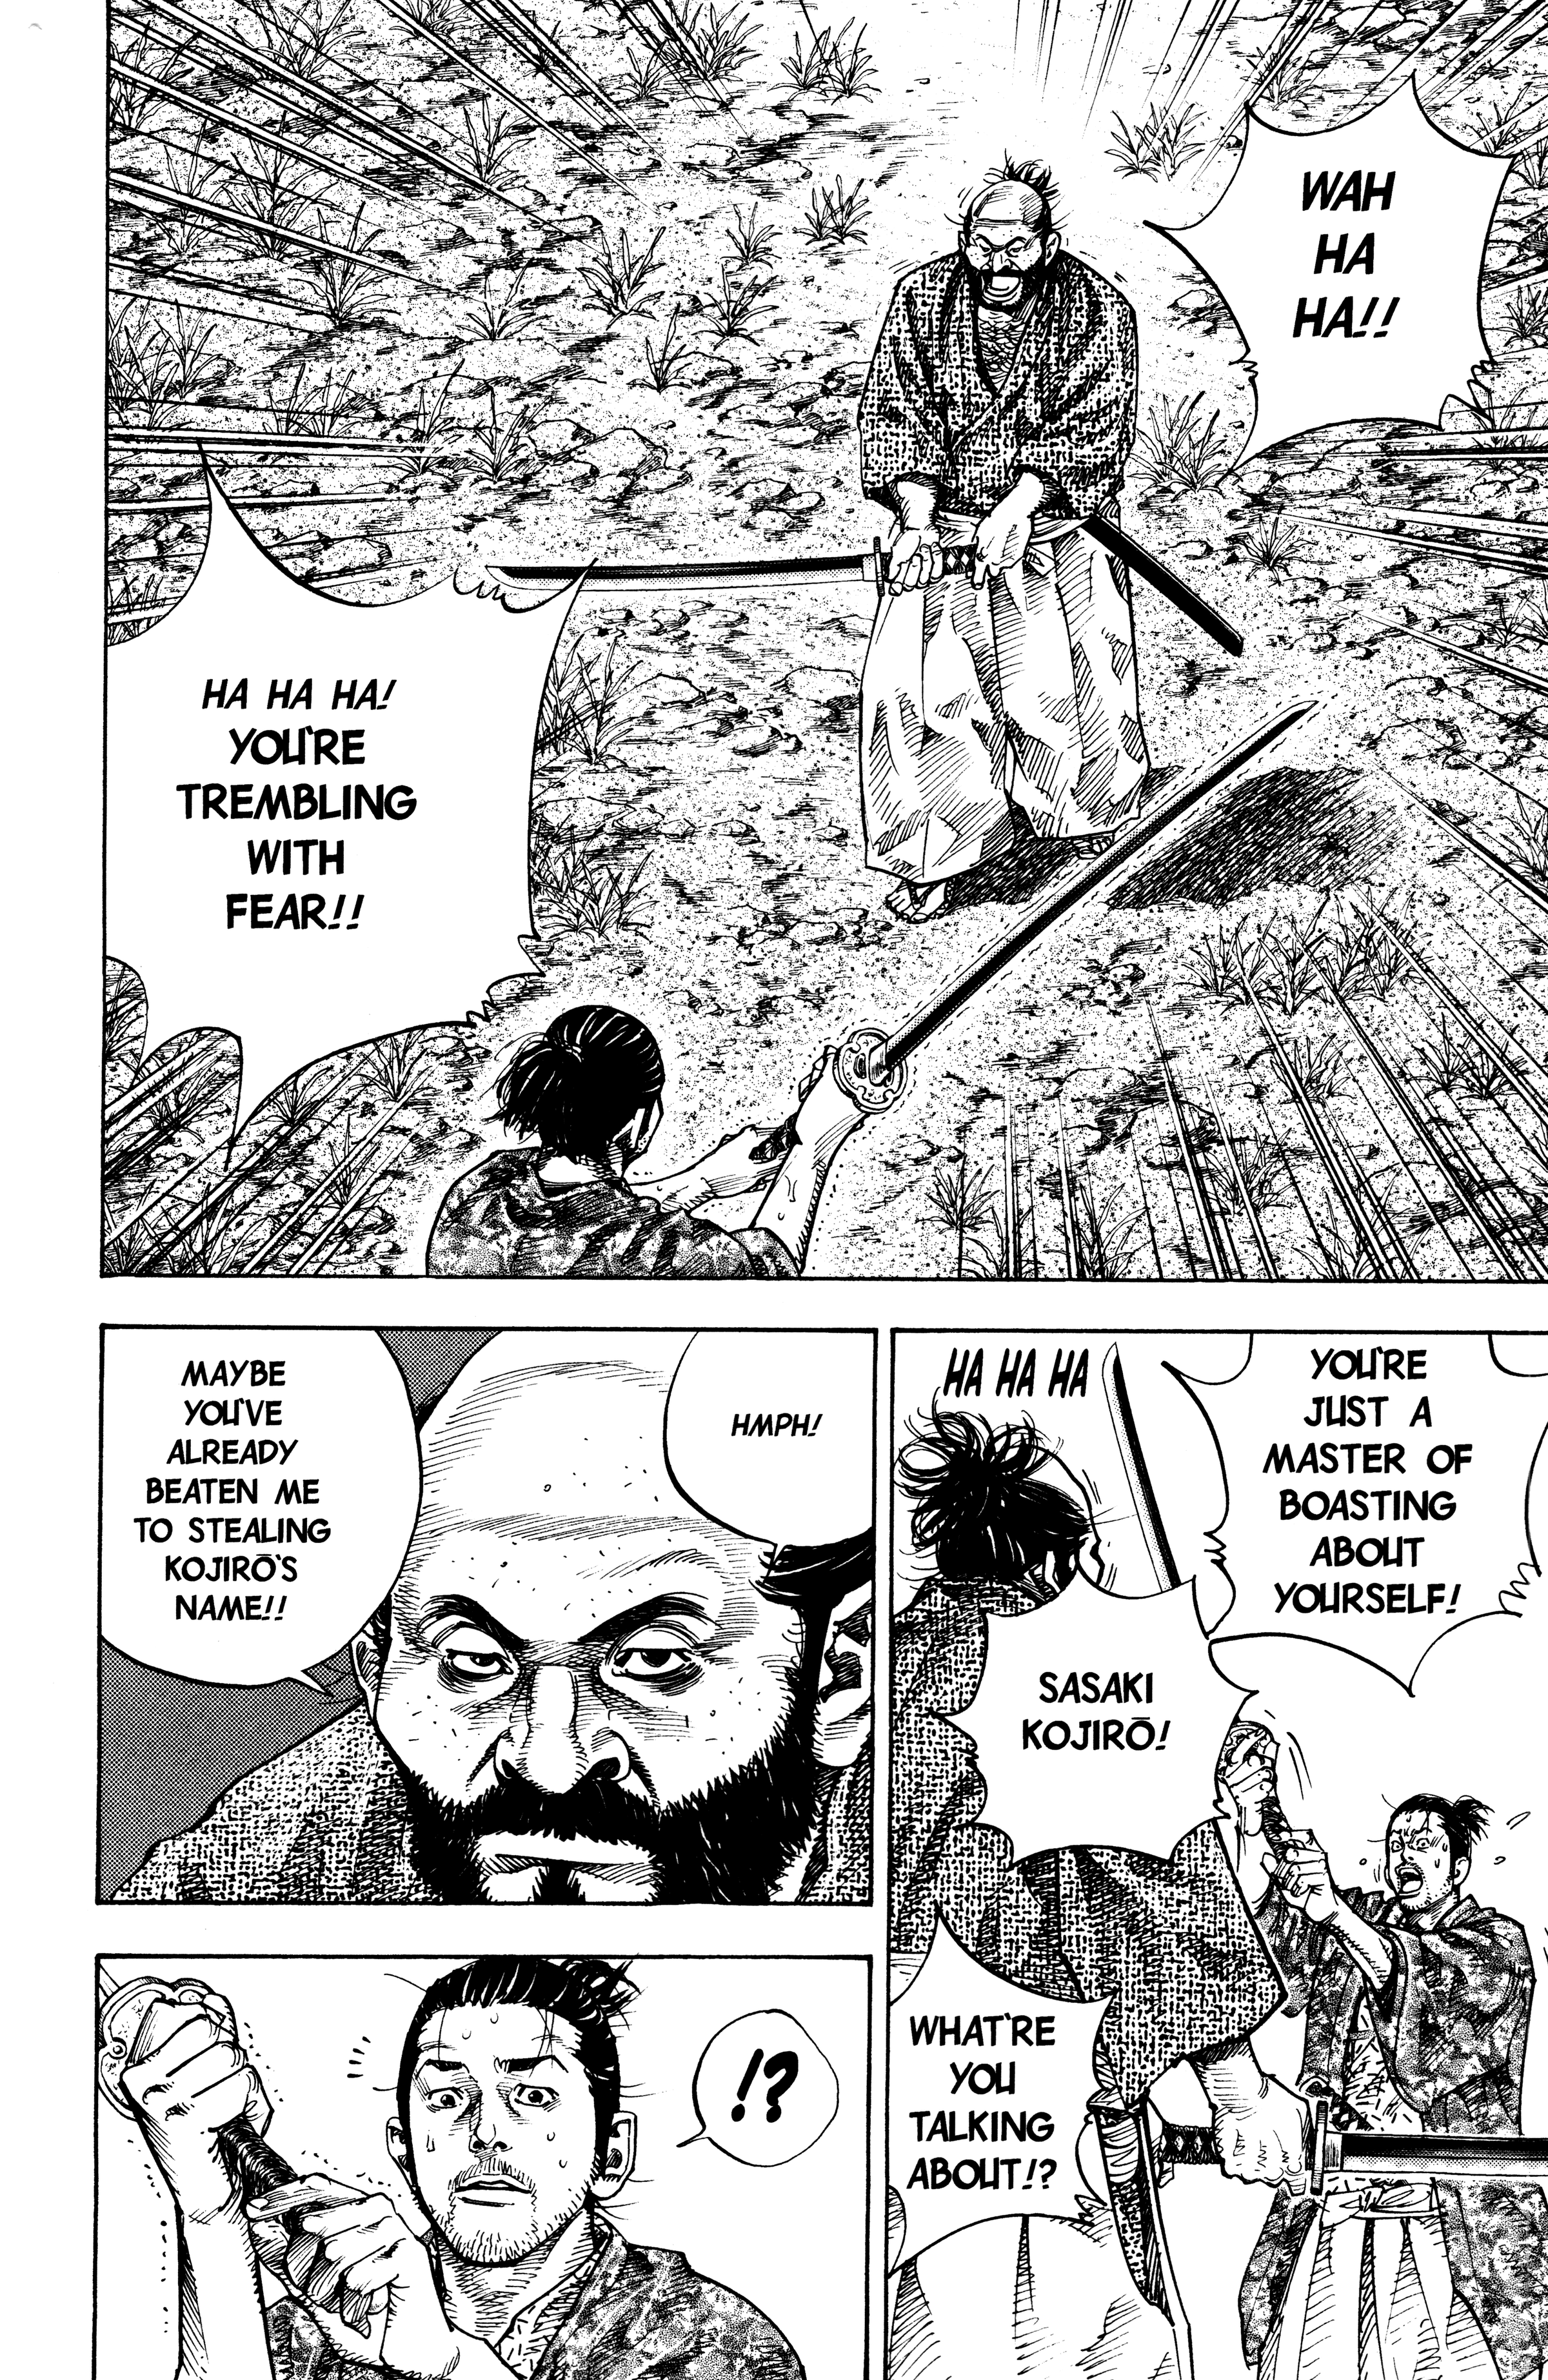 WAH
HA
HA!!
HA HA HA!
YOU'RE
TREMBLING
WITH
FEAR!!
YOU'RE
JUST A
MASTER OF
BOASTING
ABOUT
YOURSELF!
HA HA HA
SASAKI
KOJIRŌ!
WHAT'RE
YOU
TALKING
ABOUT!?
HMPH!
MAYBE
YOU'VE
ALREADY
BEATEN ME
TO STEALING
KOJIRŌ'S
NAME!!
!?